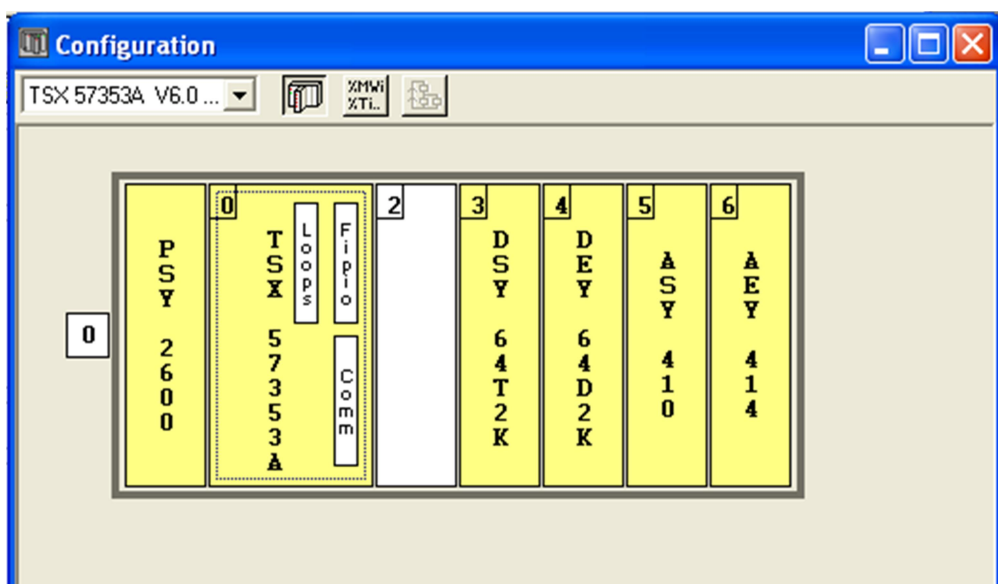 Configuration
TSX 57353A V6.0 ...
%MWi
%Ti..
0
PSY 2600
0
TSX 57353A
Loops
Fipio
Comm
2
3
DSY 64T2K
4
DEY 64D2K
5
ASY 410
6
AEY 414